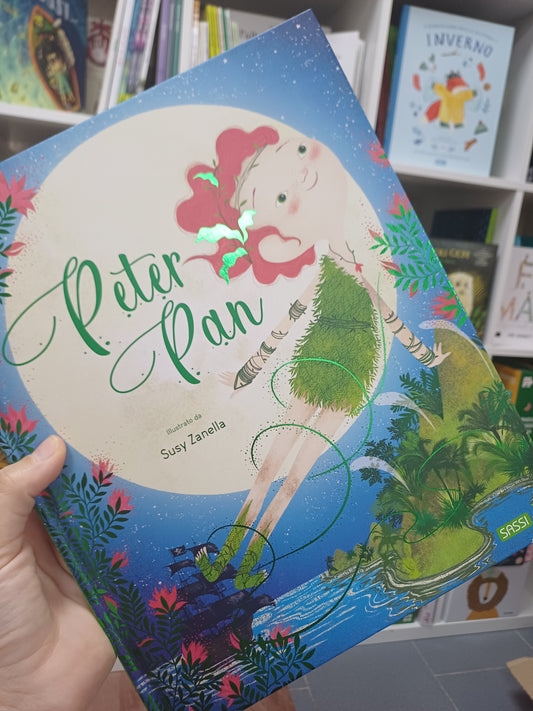 Peter
Pan
Illustrato da
Susy Zanella
SASSI
INVERNO